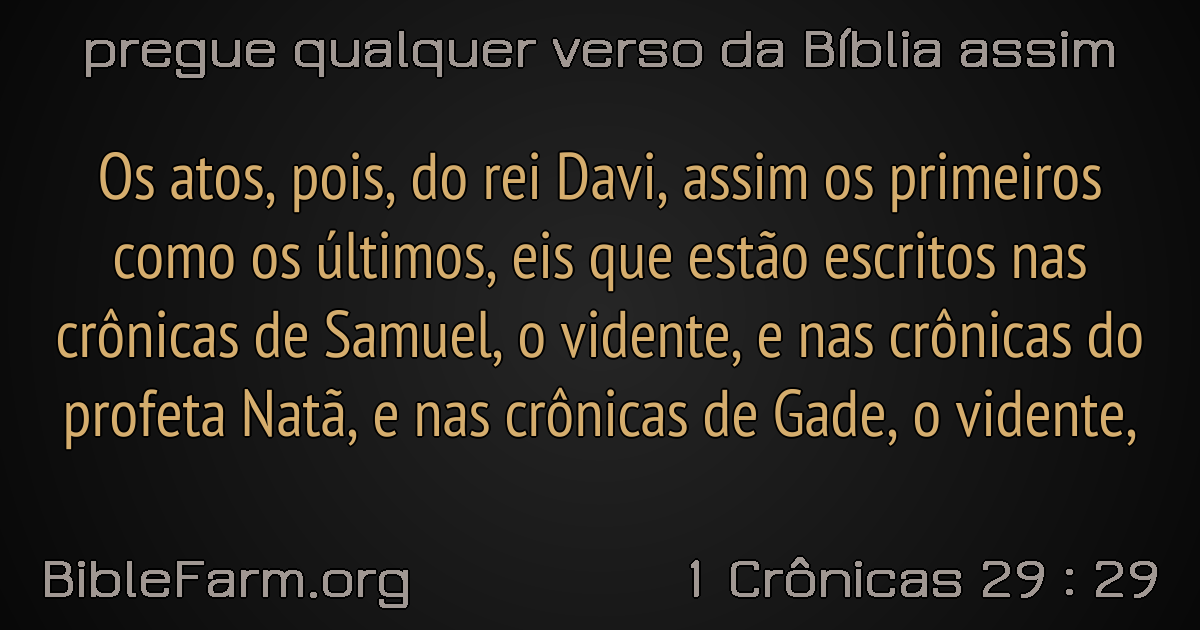 pregue qualquer verso da Bíblia assim
Os atos, pois, do rei Davi, assim os primeiros
como os últimos, eis que estão escritos nas
crônicas de Samuel, o vidente, e nas crônicas do
profeta Natã, e nas crônicas de Gade, o vidente,
BibleFarm.org
1 Crônicas 29 : 29